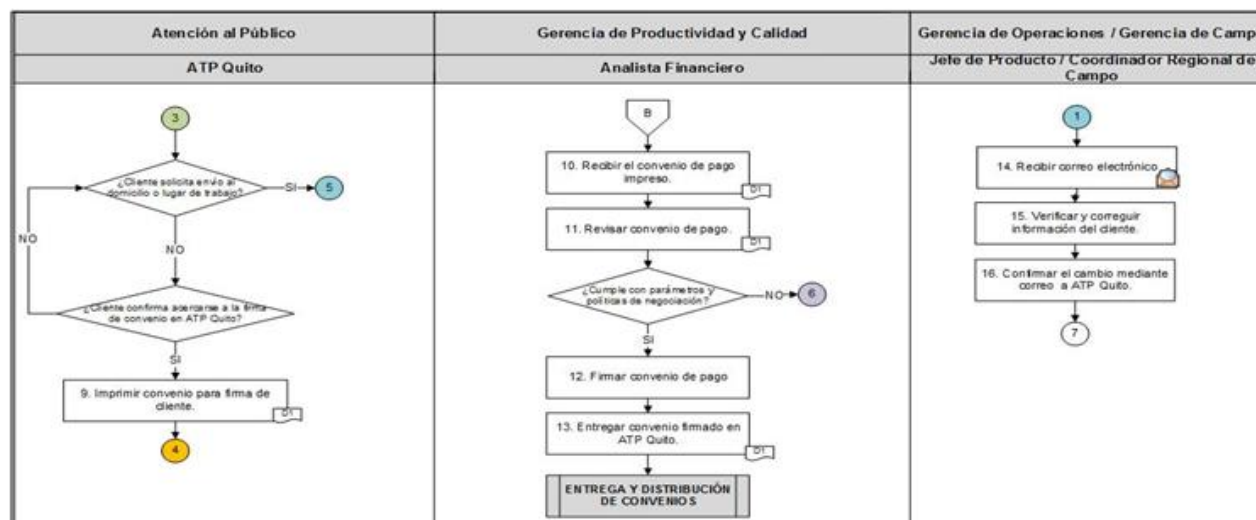 Atención al Público
ATP Quito
3
¿Cliente solicita envío al
domicilio o lugar de trabajo?
SI
5
NO
NO
¿Cliente confirma acercarse a la firma
de convenio en ATP Quito?
SI
9. Imprimir convenio para firma de
cliente.
D1
4
Gerencia de Productividad y Calidad
Analista Financiero
B
10. Recibir el convenio de pago
impreso.
D1
11. Revisar convenio de pago.
D1
¿Cumple con parámetros y
políticas de negociación?
NO
6
SI
12. Firmar convenio de pago
13. Entregar convenio firmado en
ATP Quito.
D1
ENTREGA Y DISTRIBUCIÓN
DE CONVENIOS
Gerencia de Operaciones / Gerencia de Camp
Jefe de Producto / Coordinador Regional de
Campo
1
14. Recibir correo electrónico
15. Verificar y correguir
información del cliente.
16. Confirmar el cambio mediante
correo a ATP Quito.
7